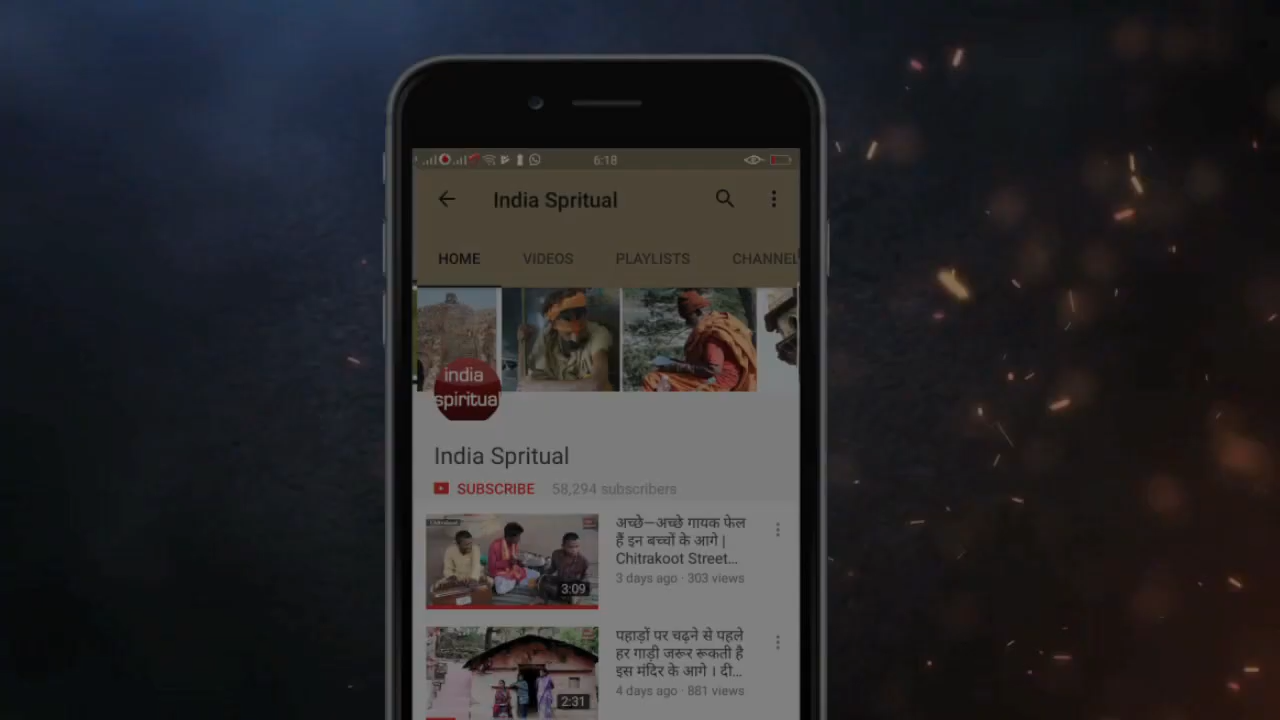 6:18
India Spritual
HOME VIDEOS PLAYLISTS CHANNEL
india
spiritual
India Spritual
SUBSCRIBE 58,294 subscribers
अच्छे–अच्छे गायक फेल
हैं इन बच्चों के आगे |
Chitrakoot Street...
3 days ago · 303 views
3:09
पहाड़ों पर चढ़ने से पहले
हर गाड़ी जरूर रूकती है
इस मंदिर के आगे । दी...
4 days ago · 881 views
2:31